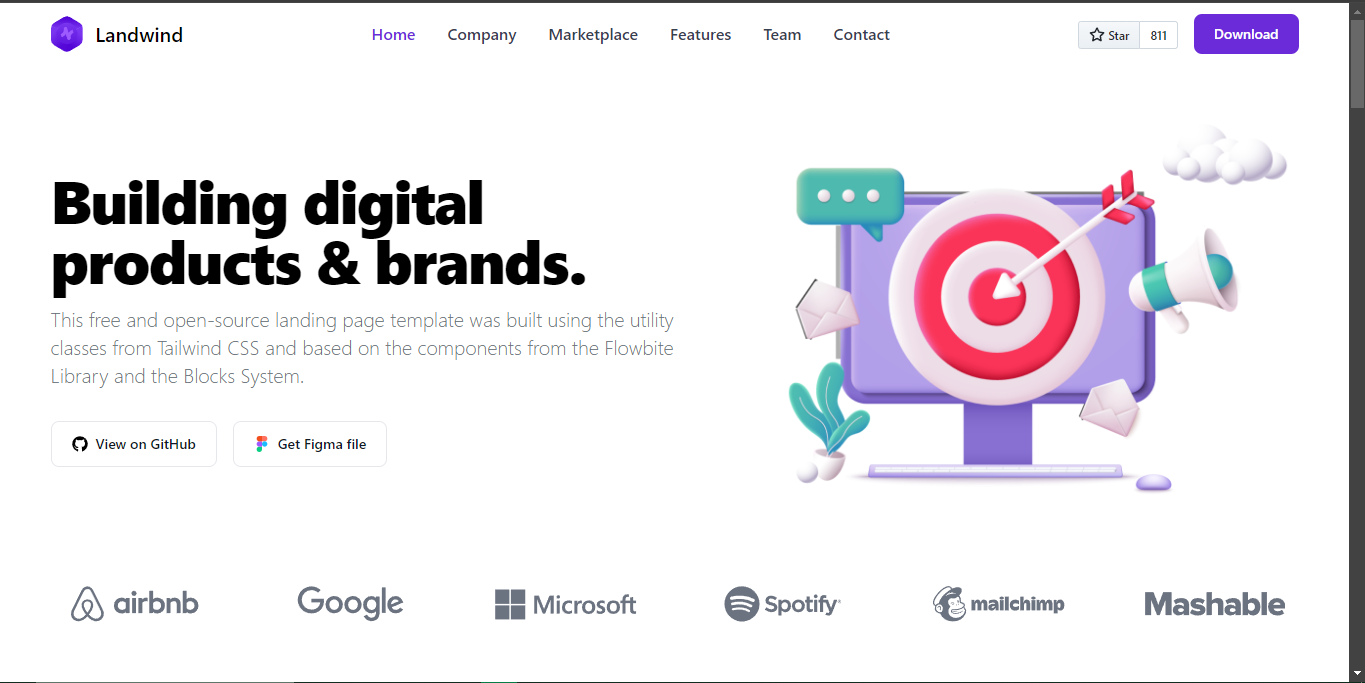 Landwind
Home
Company
Marketplace
Features
Team
Contact
Star
811
Download
Building digital
products & brands.
This free and open-source landing page template was built using the utility
classes from Tailwind CSS and based on the components from the Flowbite
Library and the Blocks System.
View on GitHub
Get Figma file
airbnb
Google
Microsoft
Spotify
mailchimp
Mashable